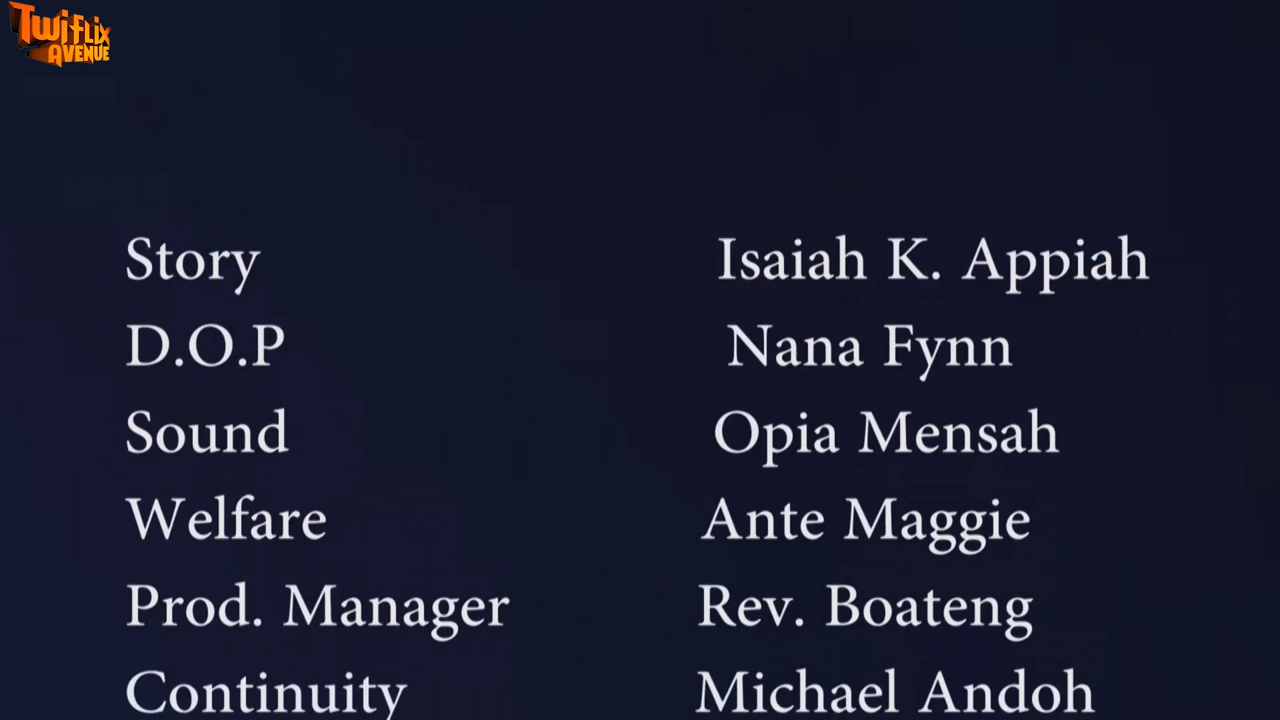 TwiFlix
Avenue
Story Isaiah K. Appiah
D.O.P Nana Fynn
Sound Opia Mensah
Welfare Ante Maggie
Prod. Manager Rev. Boateng
Continuity Michael Andoh